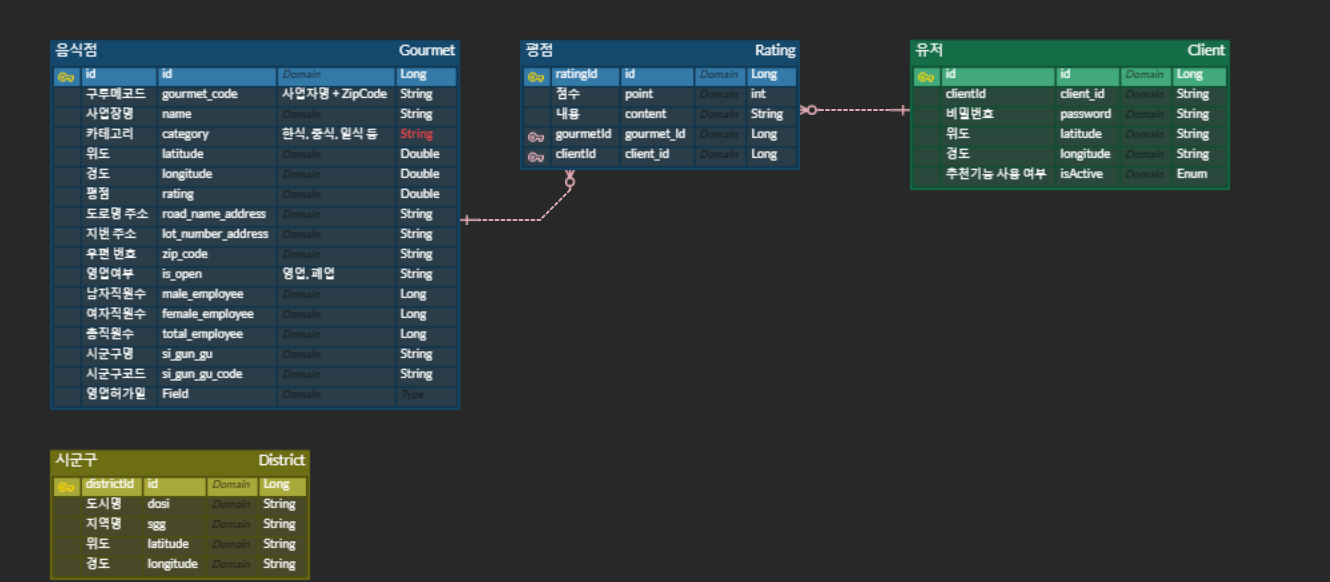 음식점 Gourmet
id id Domain Long
구루메코드 gourmet_code 사업자명 + ZipCode String
사업장명 name Domain String
카테고리 category 한식, 중식, 일식 등 String
위도 latitude Domain Double
경도 longitude Domain Double
평점 rating Domain Double
도로명 주소 road_name_address Domain String
지번 주소 lot_number_address Domain String
우편 번호 zip_code Domain String
영업여부 is_open 영업, 폐업 String
남자직원수 male_employee Domain Long
여자직원수 female_employee Domain Long
총직원수 total_employee Domain Long
시군구명 si_gun_gu Domain String
시군구코드 si_gun_gu_code Domain String
영업허가일 Field Domain Type
평점 Rating
ratingId id Domain Long
점수 point Domain int
내용 content Domain String
gourmetId gourmet_Id Domain Long
clientId client_id Domain Long
유저 Client
id id Domain Long
clientId client_id Domain String
비밀번호 password Domain String
위도 latitude Domain String
경도 longitude Domain String
추천기능 사용 여부 isActive Domain Enum
시군구 District
districtId id Domain Long
도시명 dosi Domain String
지역명 sgg Domain String
위도 latitude Domain String
경도 longitude Domain String